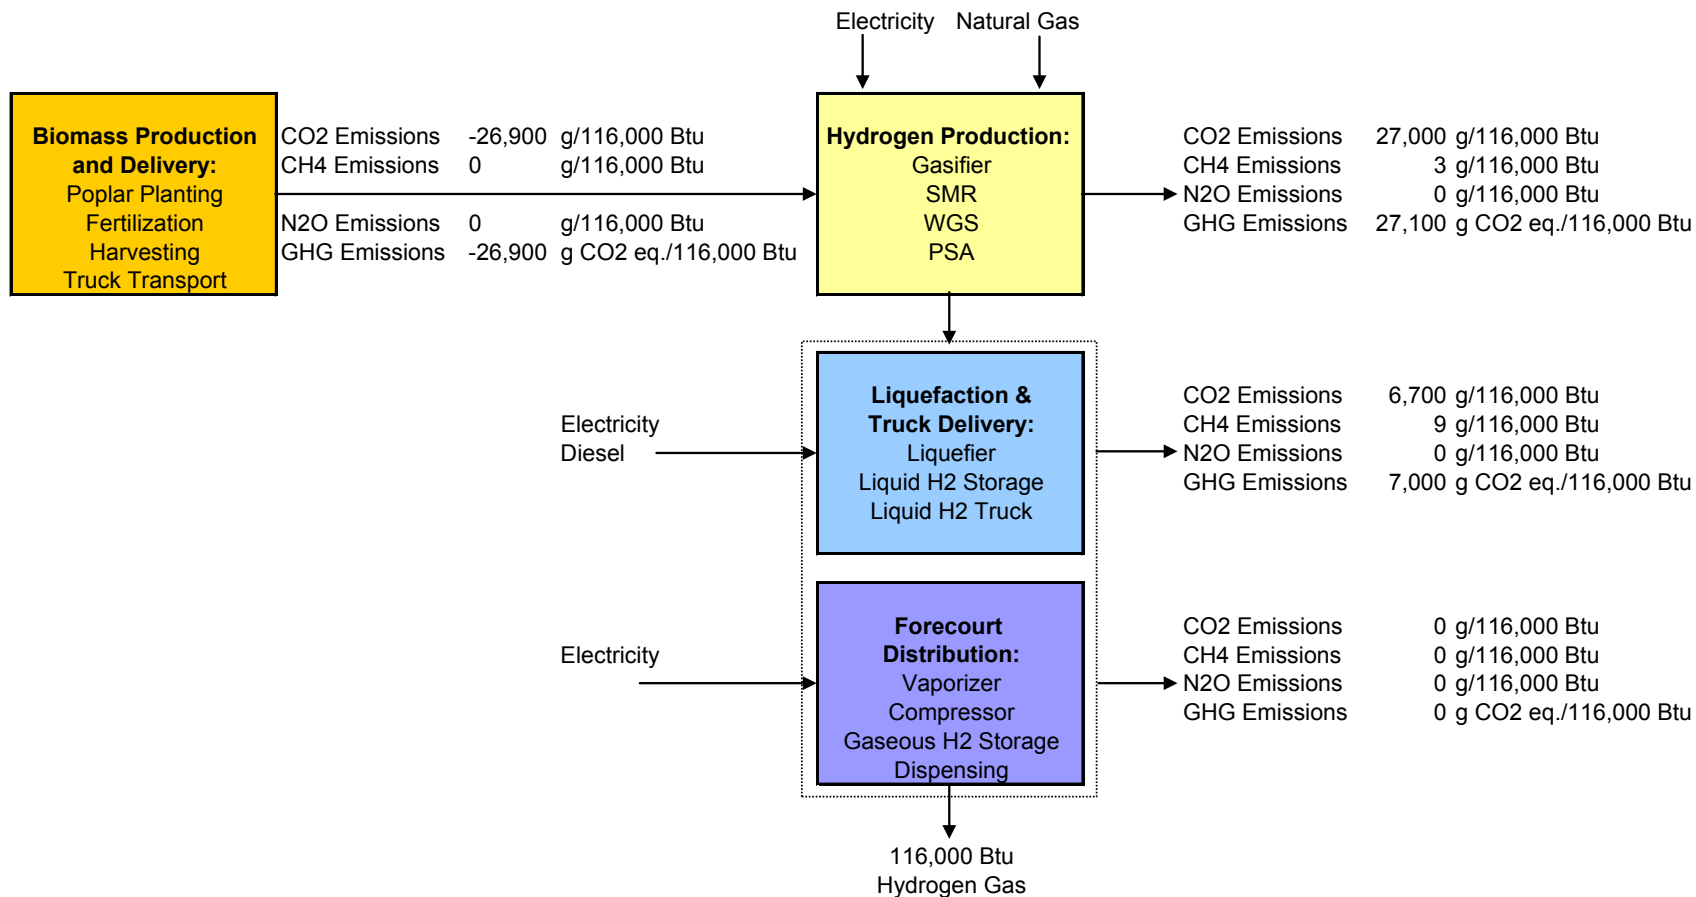 Electricity Natural Gas
Biomass Production
and Delivery:
Poplar Planting
Fertilization
Harvesting
Truck Transport
CO2 Emissions -26,900 g/116,000 Btu
CH4 Emissions 0 g/116,000 Btu
N2O Emissions 0 g/116,000 Btu
GHG Emissions -26,900 g CO2 eq./116,000 Btu
Hydrogen Production:
Gasifier
SMR
WGS
PSA
CO2 Emissions 27,000 g/116,000 Btu
CH4 Emissions 3 g/116,000 Btu
N2O Emissions 0 g/116,000 Btu
GHG Emissions 27,100 g CO2 eq./116,000 Btu
Electricity
Diesel
Liquefaction &
Truck Delivery:
Liquefier
Liquid H2 Storage
Liquid H2 Truck
CO2 Emissions 6,700 g/116,000 Btu
CH4 Emissions 9 g/116,000 Btu
N2O Emissions 0 g/116,000 Btu
GHG Emissions 7,000 g CO2 eq./116,000 Btu
Electricity
Forecourt
Distribution:
Vaporizer
Compressor
Gaseous H2 Storage
Dispensing
CO2 Emissions 0 g/116,000 Btu
CH4 Emissions 0 g/116,000 Btu
N2O Emissions 0 g/116,000 Btu
GHG Emissions 0 g CO2 eq./116,000 Btu
116,000 Btu
Hydrogen Gas